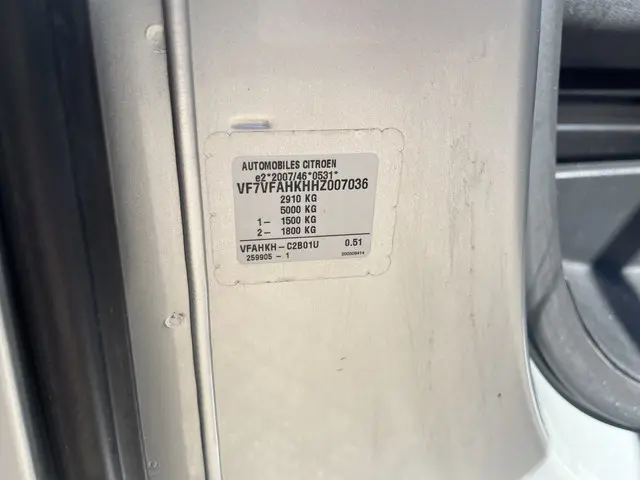 AUTOMOBILES CITROEN
e2*2007/46*0531*
VF7VFAHKHHZ007036
2910 KG
5000 KG
1- 1500 KG
2- 1800 KG
VFAHKH-C2B01U 0.51
259905 - 1